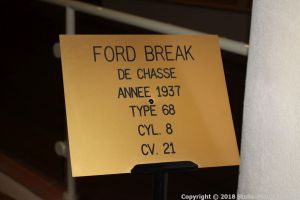 FORD BREAK
DE CHASSE
ANNEE 1937
TYPE 68
CYL. 8
CV. 21
Copyright © 2018